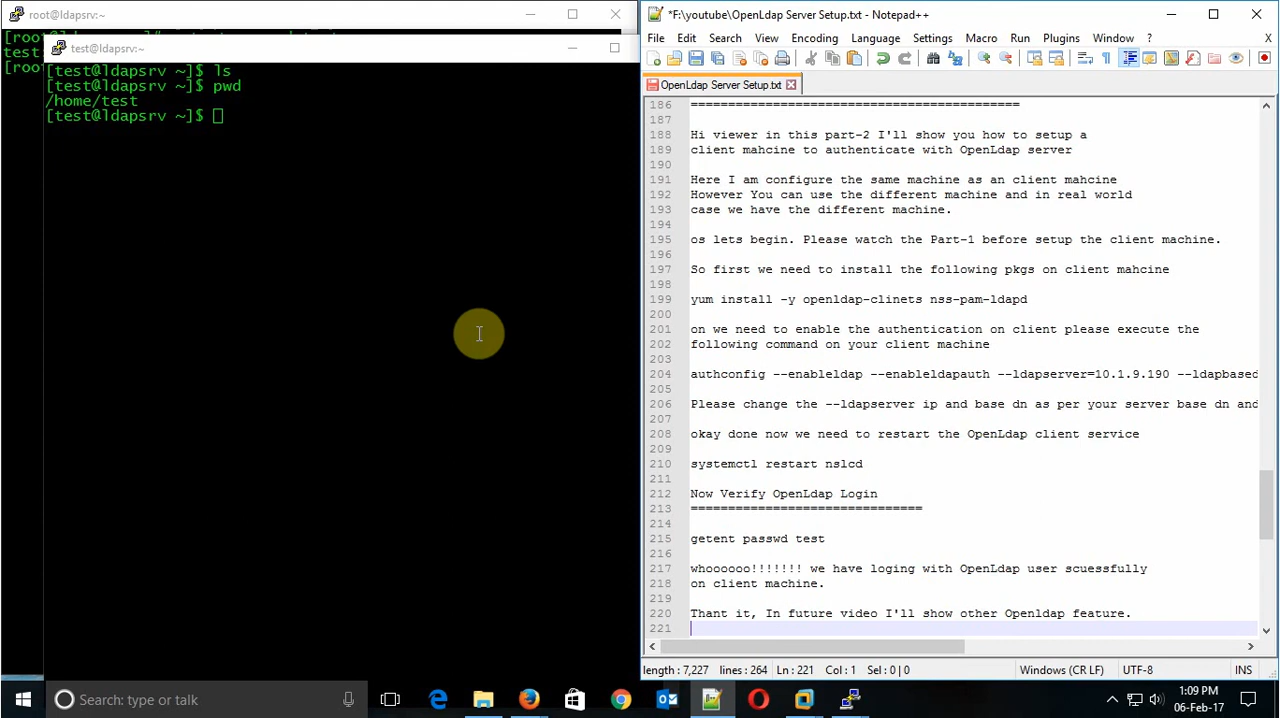 root@ldapsrv:~
[roo
test
[roo
test@ldapsrv:~
[test@ldapsrv ~]$ ls
[test@ldapsrv ~]$ pwd
/home/test
[test@ldapsrv ~]$
*F:\youtube\OpenLdap Server Setup.txt - Notepad++
File Edit Search View Encoding Language Settings Macro Run Plugins Window ? X
OpenLdap Server Setup.txt
186 ============================================
187
188 Hi viewer in this part-2 I'll show you how to setup a
189 client mahcine to authenticate with OpenLdap server
190
191 Here I am configure the same machine as an client mahcine
192 However You can use the different machine and in real world
193 case we have the different machine.
194
195 os lets begin. Please watch the Part-1 before setup the client machine.
196
197 So first we need to install the following pkgs on client mahcine
198
199 yum install -y openldap-clinets nss-pam-ldapd
200
201 on we need to enable the authentication on client please execute the
202 following command on your client machine
203
204 authconfig --enableldap --enableldapauth --ldapserver=10.1.9.190 --ldapbased
205
206 Please change the --ldapserver ip and base dn as per your server base dn and
207
208 okay done now we need to restart the OpenLdap client service
209
210 systemctl restart nslcd
211
212 Now Verify OpenLdap Login
213 ===============================
214
215 getent passwd test
216
217 whoooooo!!!!!!! we have loging with OpenLdap user scuessfully
218 on client machine.
219
220 Thant it, In future video I'll show other Openldap feature.
221
length : 7,227 lines : 264 Ln : 221 Col : 1 Sel : 0 | 0 Windows (CR LF) UTF-8 INS
Search: type or talk
1:09 PM
06-Feb-17